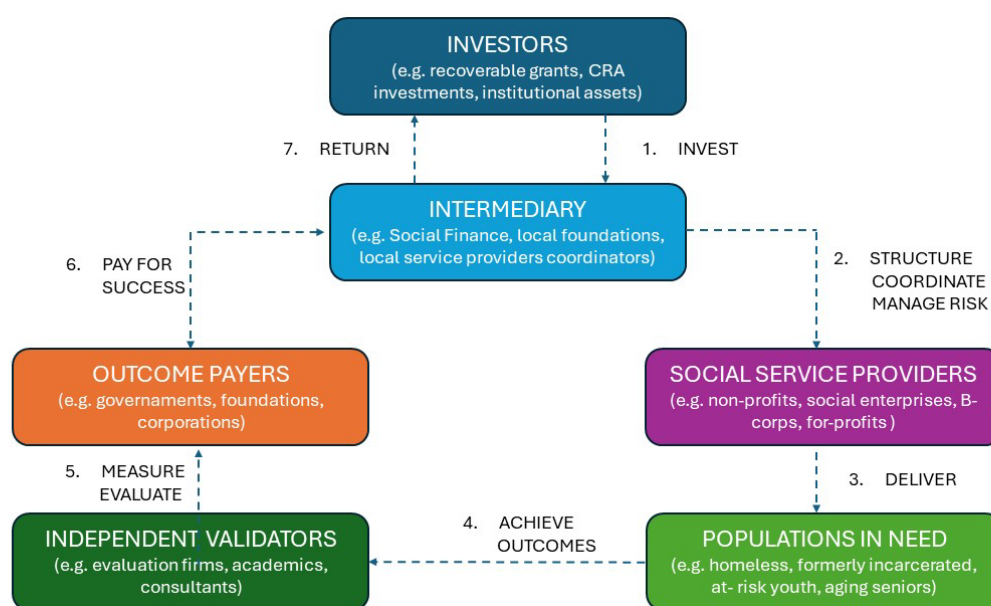 INVESTORS
(e.g. recoverable grants, CRA
investments, institutional assets)
7. RETURN
1. INVEST
INTERMEDIARY
(e.g. Social Finance, local foundations,
local service providers coordinators)
6. PAY FOR
SUCCESS
2. STRUCTURE
COORDINATE
MANAGE RISK
OUTCOME PAYERS
(e.g. governaments, foundations,
corporations)
SOCIAL SERVICE PROVIDERS
(e.g. non-profits, social enterprises, B-
corps, for-profits )
5. MEASURE
EVALUATE
3. DELIVER
4. ACHIEVE
OUTCOMES
INDEPENDENT VALIDATORS
(e.g. evaluation firms, academics,
consultants)
POPULATIONS IN NEED
(e.g. homeless, formerly incarcerated,
at- risk youth, aging seniors)